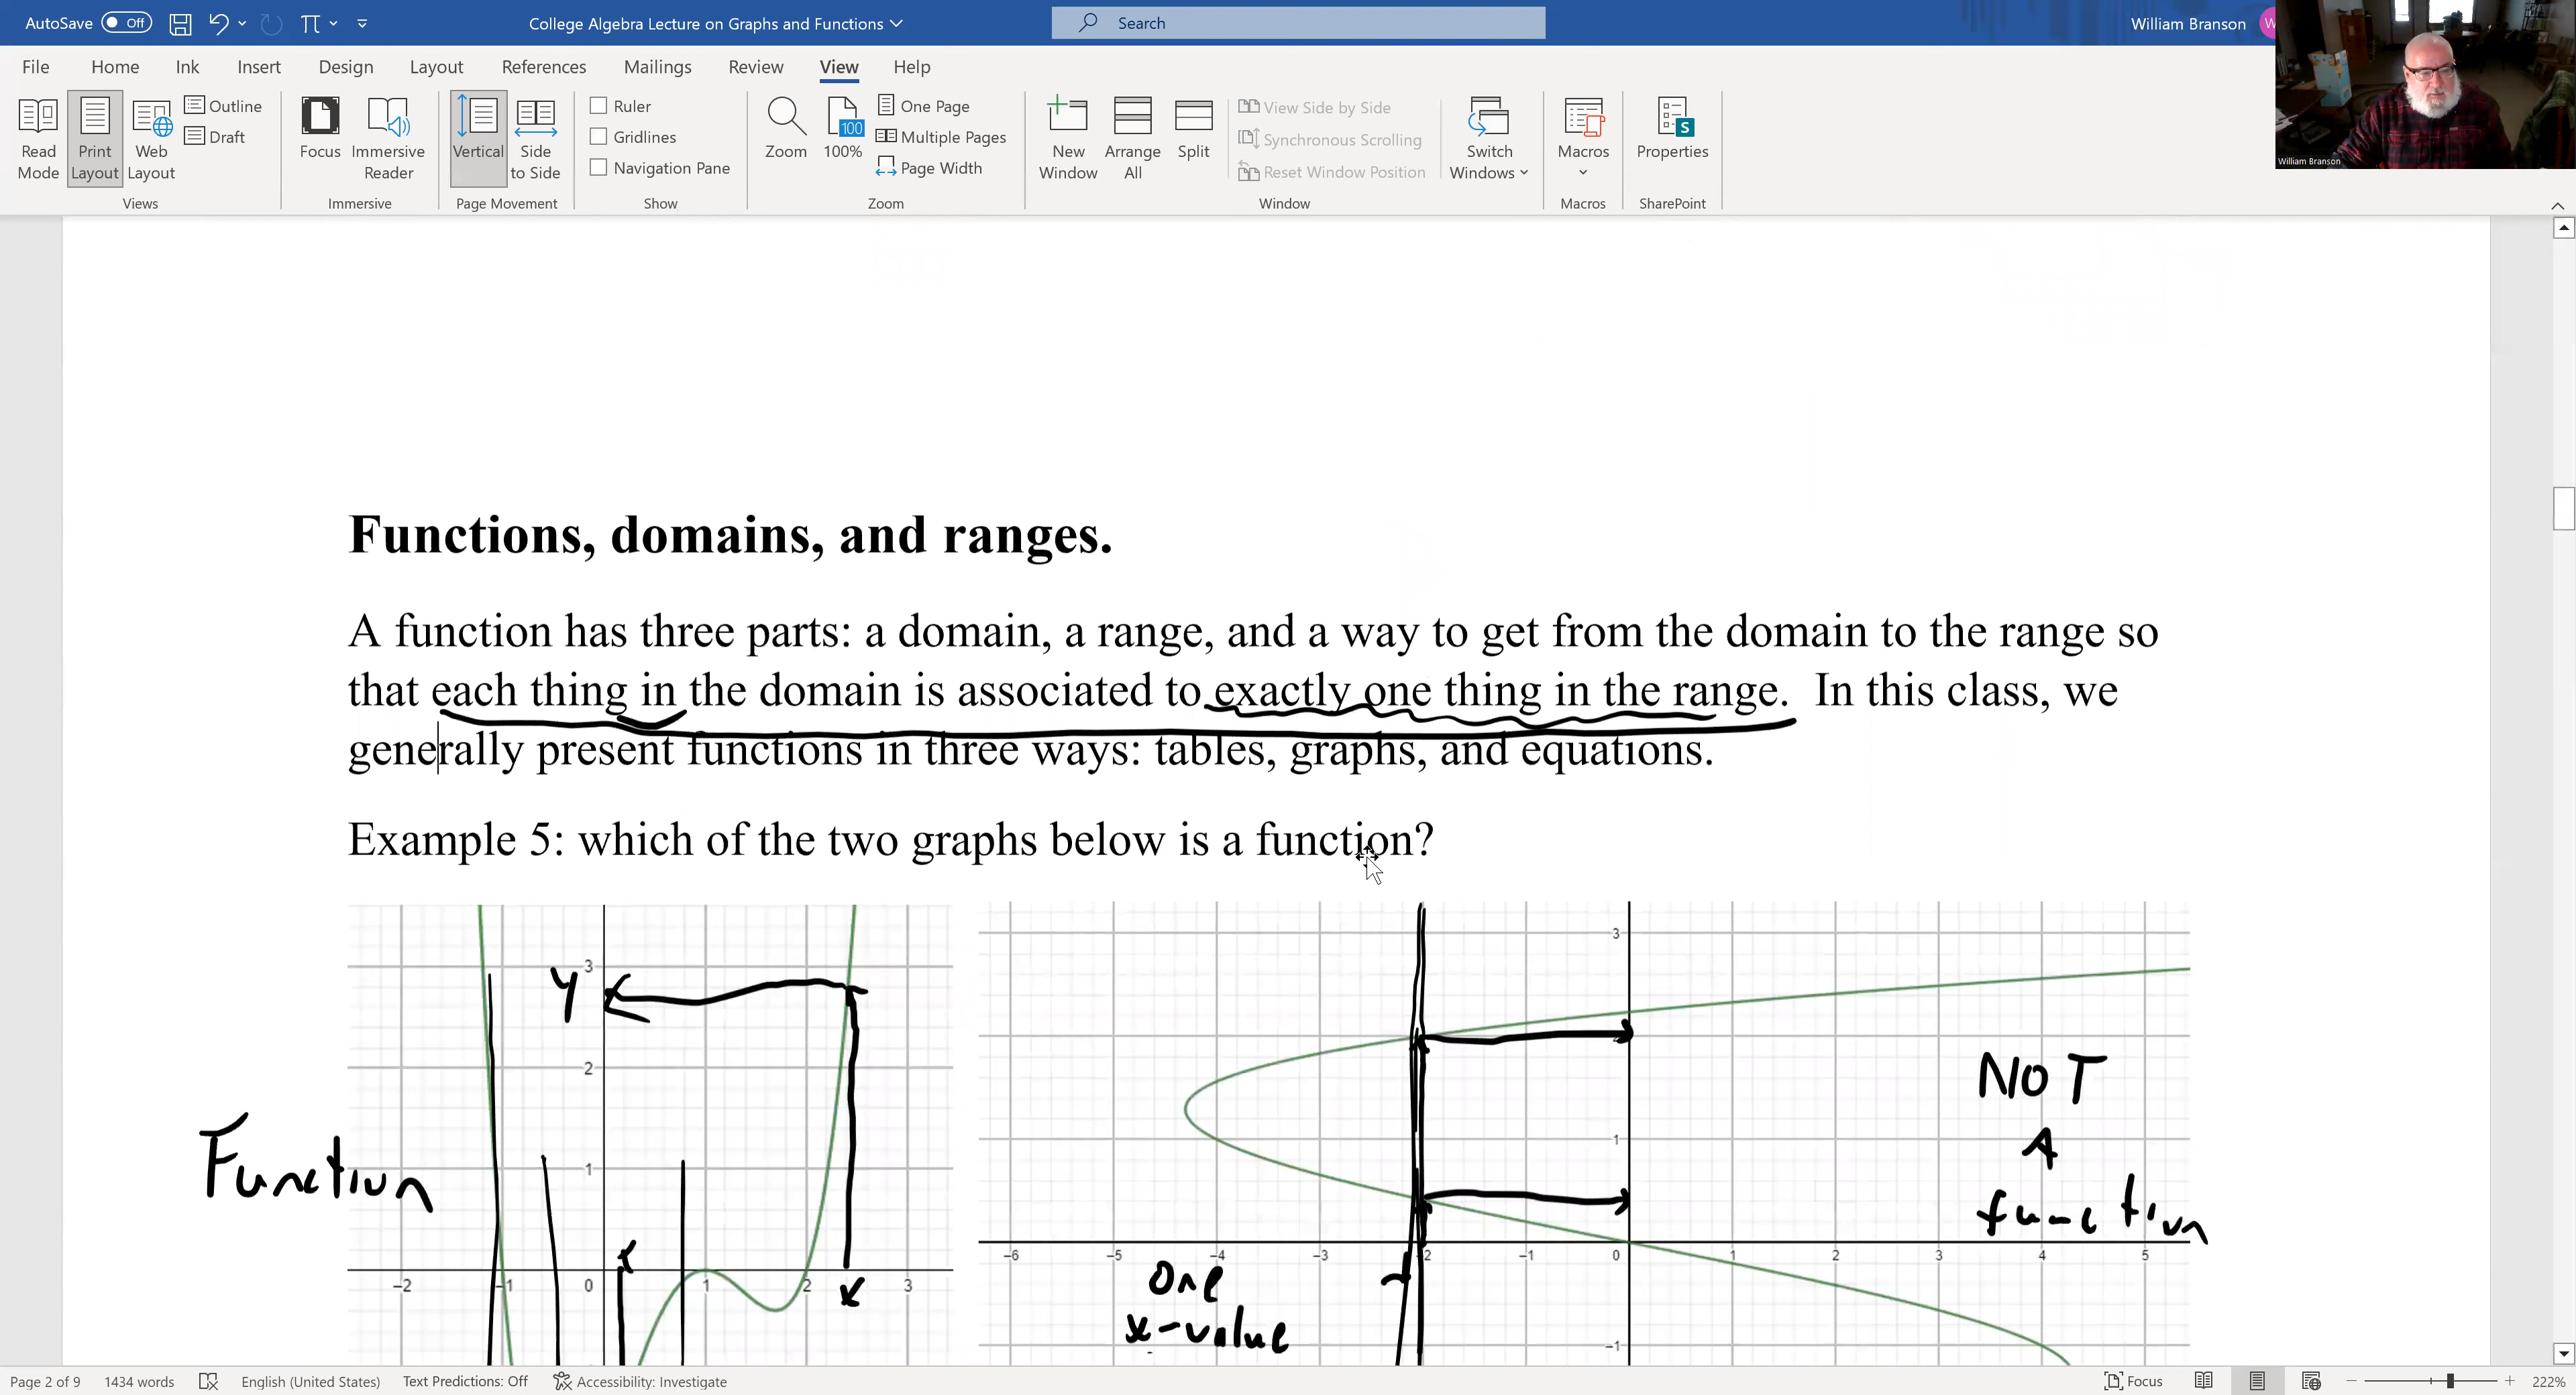 AutoSave Off College Algebra Lecture on Graphs and Functions Search William Branson
File Home Ink Insert Design Layout References Mailings Review View Help
Read Mode
Print Layout
Web Layout
Outline
Draft
Views
Focus
Immersive Reader
Immersive
Vertical
Side to Side
Page Movement
Ruler
Gridlines
Navigation Pane
Show
Zoom
100
100%
One Page
Multiple Pages
Page Width
Zoom
New Window
Arrange All
Split
View Side by Side
Synchronous Scrolling
Reset Window Position
Switch Windows
Window
Macros
Macros
S
Properties
SharePoint
William Branson
Functions, domains, and ranges.
A function has three parts: a domain, a range, and a way to get from the domain to the range so
that each thing in the domain is associated to exactly one thing in the range. In this class, we
generally present functions in three ways: tables, graphs, and equations.
Example 5: which of the two graphs below is a function?
y 3
2
1
-2 -1 0 1 2 3
x
Function
3
1
-6 -5 -4 -3 -2 -1 0 1 2 3 4 5
-1
One
x-value
NOT
A
function
Page 2 of 9 1434 words English (United States) Text Predictions: Off Accessibility: Investigate Focus 222%